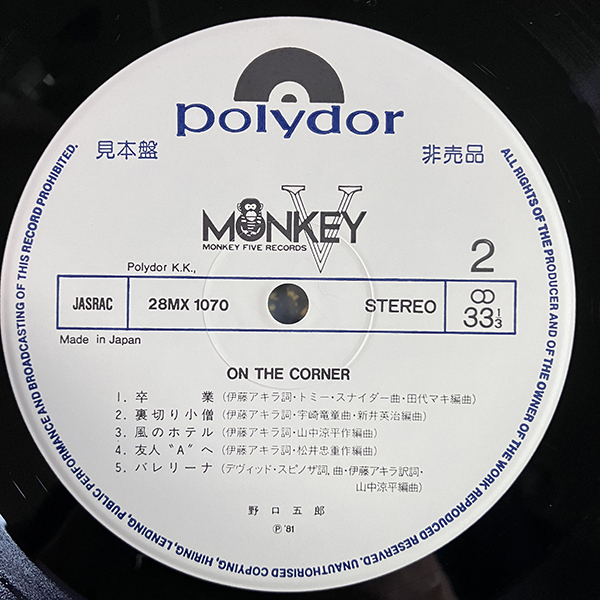 polydor
見本盤
非売品
MONKEY V
MONKEY FIVE RECORDS
2
Polydor K.K.,
JASRAC
28MX 1070
STEREO
33 1/3
Made in Japan
ON THE CORNER
1. 卒 業 (伊藤アキラ詞・トミー・スナイダー曲・田代マキ編曲)
2. 裏切り小僧 (伊藤アキラ詞・宇崎竜童曲・新井英治編曲)
3. 風のホテル (伊藤アキラ詞・山中涼平作編曲)
4. 友人〝A〟へ (伊藤アキラ詞・松井忠重作編曲)
5. バレリーナ (デヴィッド・スピノザ詞、曲・伊藤アキラ訳詞・
山中涼平編曲)
野口五郎
Ⓟ '81
ALL RIGHTS OF THE PRODUCER AND OF THE OWNER OF THE WORK REPRODUCED RESERVED. UNAUTHORISED COPYING, HIRING, LENDING, PUBLIC PERFORMANCE AND BROADCASTING OF THIS RECORD PROHIBITED.